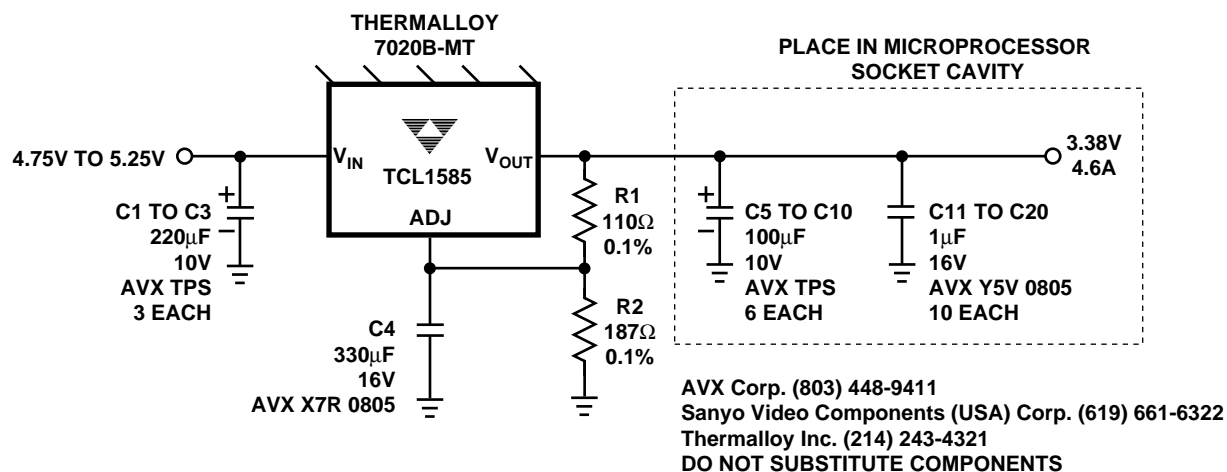 THERMALLOY
7020B-MT
PLACE IN MICROPROCESSOR
SOCKET CAVITY
4.75V TO 5.25V
VIN
VOUT
TCL1585
ADJ
3.38V
4.6A
+
C1 TO C3
220µF
10V
AVX TPS
3 EACH
R1
110Ω
0.1%
+
C5 TO C10
100µF
10V
AVX TPS
6 EACH
C11 TO C20
1µF
16V
AVX Y5V 0805
10 EACH
C4
330µF
16V
AVX X7R 0805
R2
187Ω
0.1%
AVX Corp. (803) 448-9411
Sanyo Video Components (USA) Corp. (619) 661-6322
Thermalloy Inc. (214) 243-4321
DO NOT SUBSTITUTE COMPONENTS